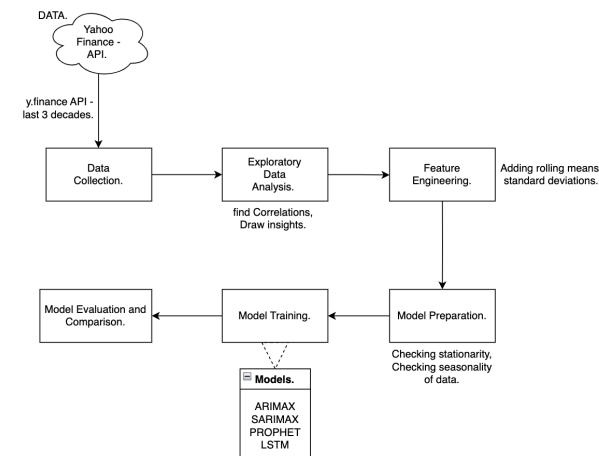 DATA.
Yahoo
Finance -
API.
y.finance API -
last 3 decades.
Data
Collection.
Exploratory
Data
Analysis.
find Correlations,
Draw insights.
Feature
Engineering.
Adding rolling means
standard deviations.
Model Evaluation and
Comparison.
Model Training.
Model Preparation.
Checking stationarity,
Checking seasonality
of data.
Models.
ARIMAX
SARIMAX
PROPHET
LSTM